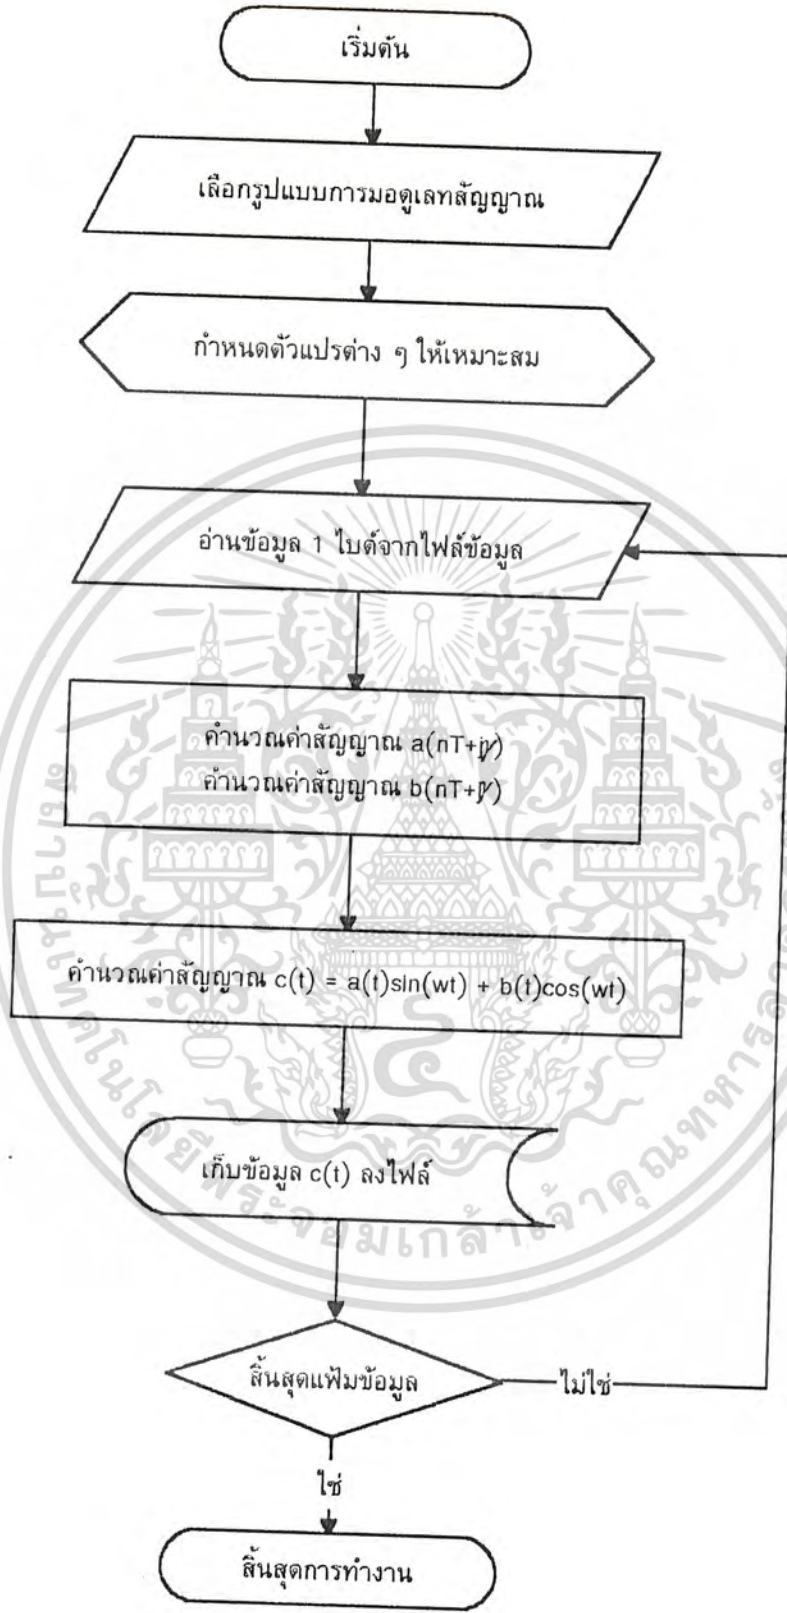 เริ่มต้น
เลือกรูปแบบการมอดูเลทสัญญาณ
กำหนดตัวแปรต่าง ๆ ให้เหมาะสม
อ่านข้อมูล 1 ไบต์จากไฟล์ข้อมูล
คำนวณค่าสัญญาณ
คำนวณค่าสัญญาณ
คำนวณค่าสัญญาณ c(t) = a(t)sin(wt) + b(t)cos(wt)
เก็บข้อมูล c(t) ลงไฟล์
สิ้นสุดแฟ้มข้อมูล
ไม่ใช่
ใช่
สิ้นสุดการทำงาน